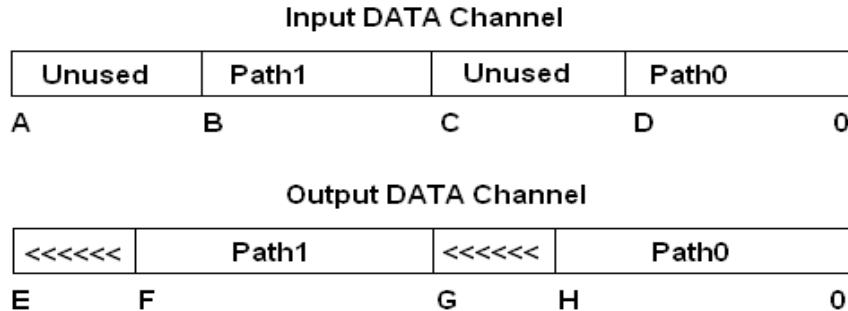 Input DATA Channel
Unused Path1 Unused Path0
A B C D 0
Output DATA Channel
<<<<<< Path1 <<<<<< Path0
E F G H 0